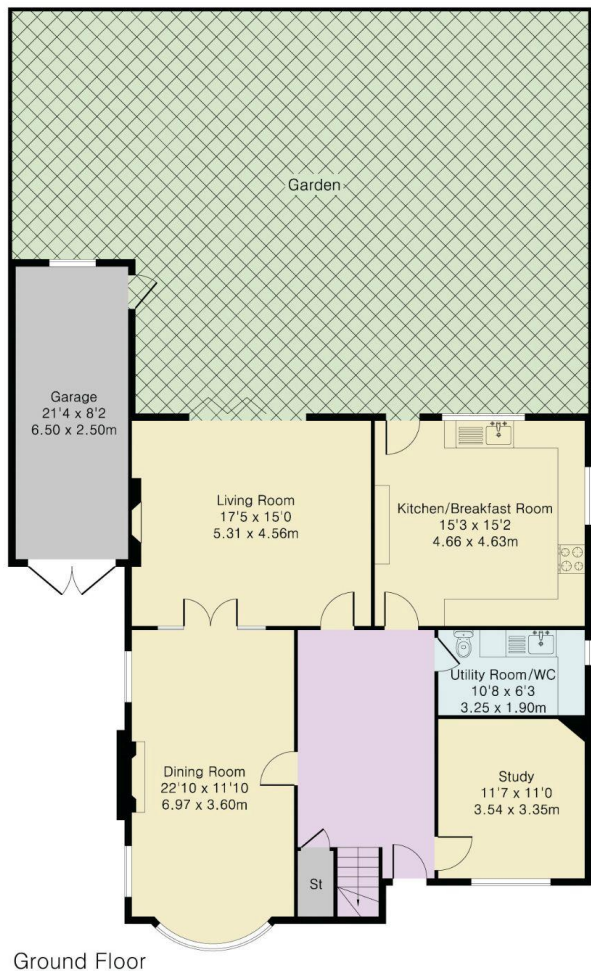 Garden
Garage
21'4 x 8'2
6.50 x 2.50m
Living Room
17'5 x 15'0
5.31 x 4.56m
Kitchen/Breakfast Room
15'3 x 15'2
4.66 x 4.63m
Utility Room/WC
10'8 x 6'3
3.25 x 1.90m
Dining Room
22'10 x 11'10
6.97 x 3.60m
Study
11'7 x 11'0
3.54 x 3.35m
St
Ground Floor